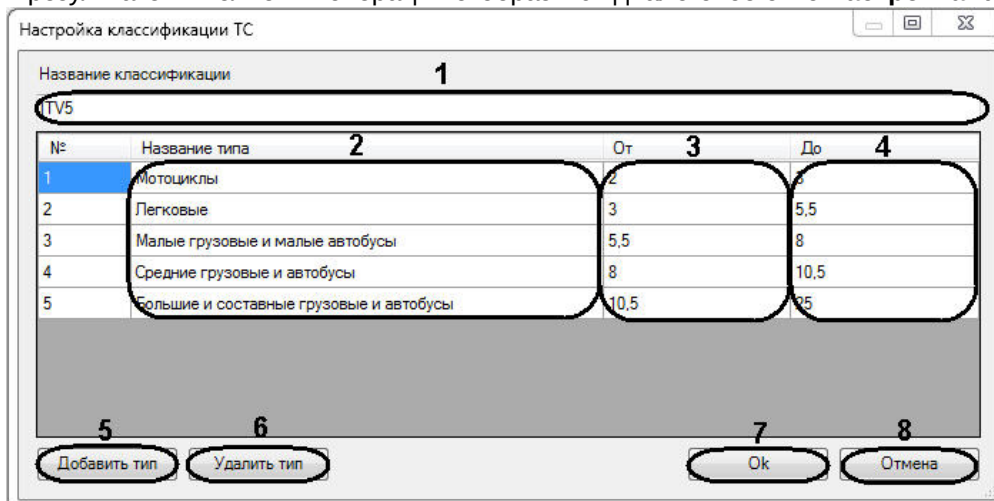 Настройка классификации ТС
Название классификации 1
TV5
№ Название типа 2 От 3 До 4
1 Мотоциклы 2 3
2 Легковые 3 5,5
3 Малые грузовые и малые автобусы 5,5 8
4 Средние грузовые и автобусы 8 10,5
5 Большие и составные грузовые и автобусы 10,5 25
5 6 7 8
Добавить тип Удалить тип Ok Отмена